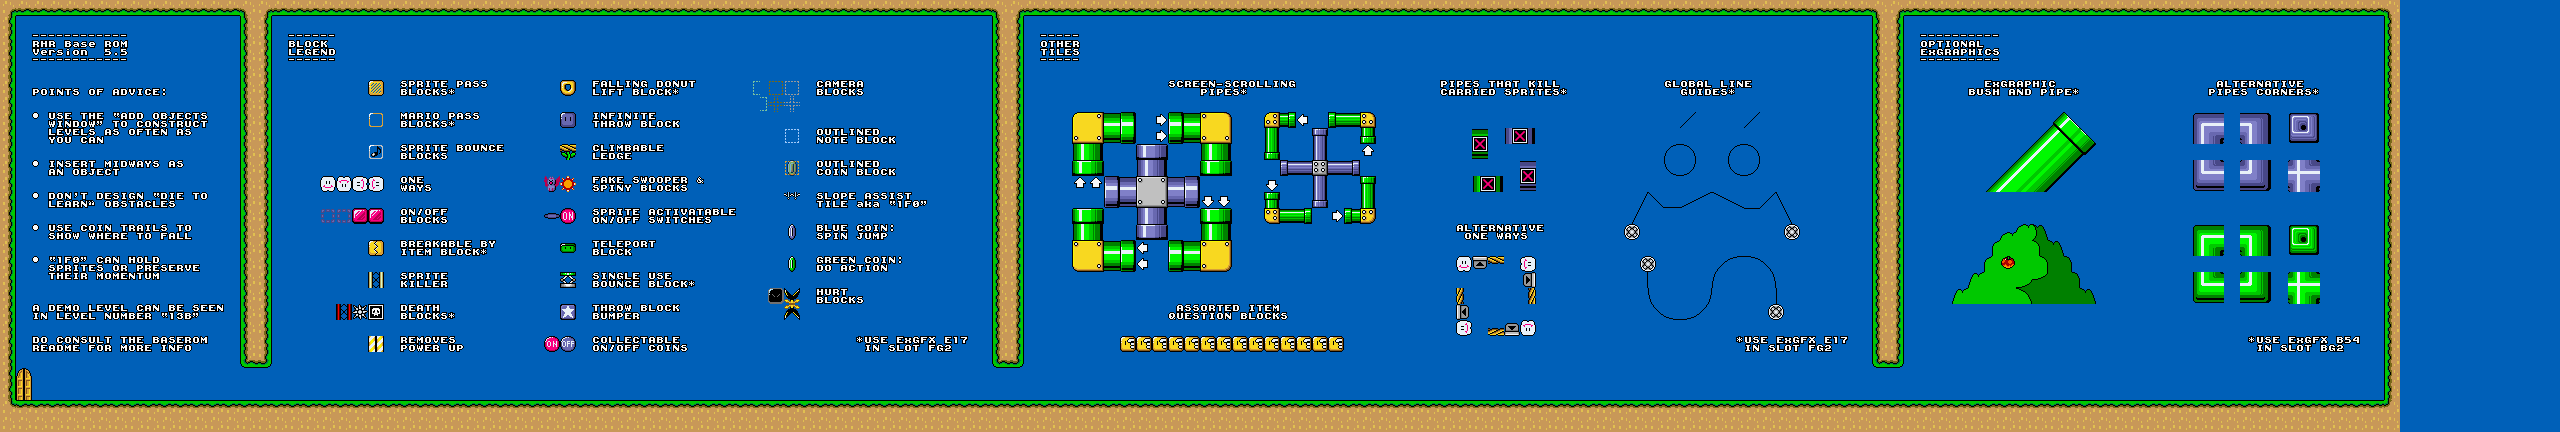 RHR Base ROM
Version  5.5
POINTS OF ADVICE:
• USE THE "ADD OBJECTS
WINDOW" TO CONSTRUCT
LEVELS AS OFTEN AS
YOU CAN
• INSERT MIDWAYS AS
AN OBJECT
• DON'T DESIGN "DIE TO
LEARN" OBSTACLES
• USE COIN TRAILS TO
SHOW WHERE TO FALL
• "1F0" CAN HOLD
SPRITES OR PRESERVE
THEIR MOMENTUM
A DEMO LEVEL CAN BE SEEN
IN LEVEL NUMBER "13B"
DO CONSULT THE BASEROM
README FOR MORE INFO
BLOCK
LEGEND
SPRITE PASS
BLOCKS*
MARIO PASS
BLOCKS*
SPRITE BOUNCE
BLOCKS
ONE
WAYS
ON/OFF
BLOCKS
BREAKABLE BY
ITEM BLOCK*
SPRITE
KILLER
DEATH
BLOCKS*
REMOVES
POWER UP
FALLING DONUT
LIFT BLOCK*
INFINITE
THROW BLOCK
CLIMBABLE
LEDGE
FAKE SWOOPER &
SPINY BLOCKS
ON
SPRITE ACTIVATABLE
ON/OFF SWITCHES
TELEPORT
BLOCK
SINGLE USE
BOUNCE BLOCK*
THROW BLOCK
BUMPER
ON OFF
COLLECTABLE
ON/OFF COINS
CAMERA
BLOCKS
OUTLINED
NOTE BLOCK
OUTLINED
COIN BLOCK
SLOPE ASSIST
TILE aka "1F0"
BLUE COIN:
SPIN JUMP
GREEN COIN:
DO ACTION
HURT
BLOCKS
*USE ExGFX E17
IN SLOT FG2
OTHER
TILES
SCREEN-SCROLLING
PIPES*
ASSORTED ITEM
QUESTION BLOCKS
PIPES THAT KILL
CARRIED SPRITES*
ALTERNATIVE
ONE WAYS
GLOBAL LINE
GUIDES*
*USE ExGFX E17
IN SLOT FG2
OPTIONAL
ExGRAPHICS
ExGRAPHIC
BUSH AND PIPE*
ALTERNATIVE
PIPES CORNERS*
*USE ExGFX B54
IN SLOT BG2